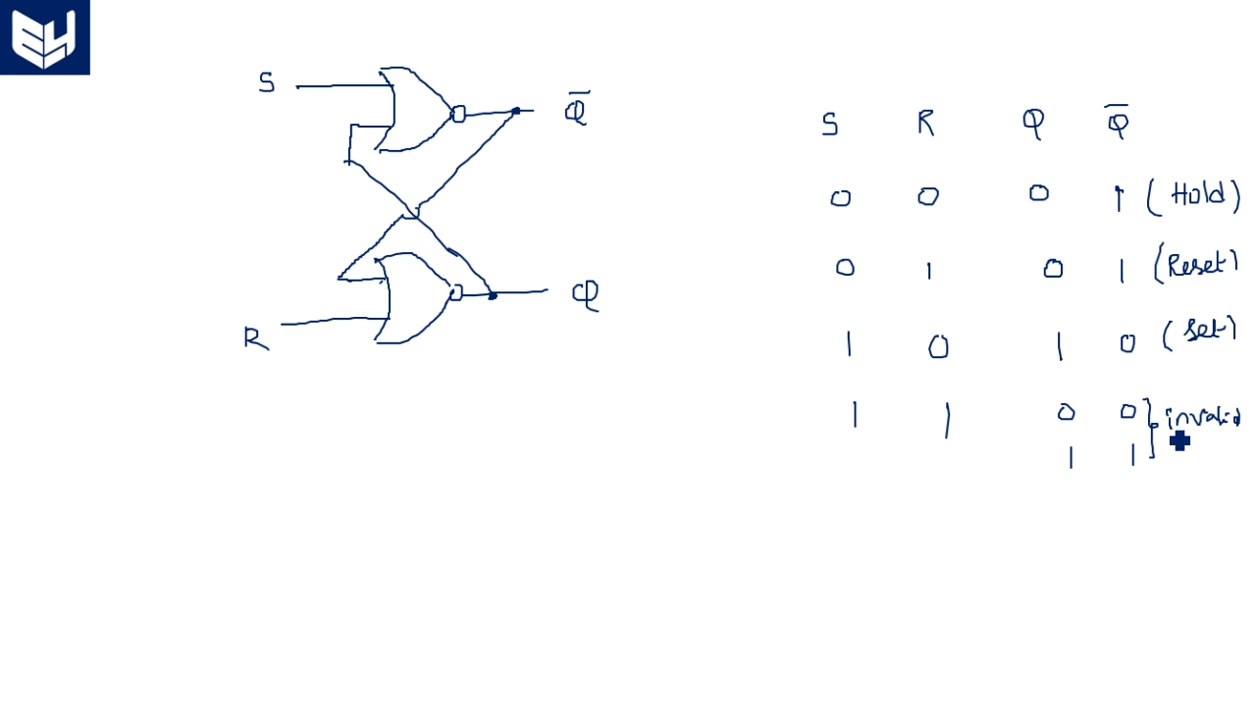 EY
S
Q̅
R
Q
S R Q Q̅
0 0 0 1 (Hold)
0 1 0 1 (Reset)
1 0 1 0 (Set)
1 1 0 0 } invalid
1 1